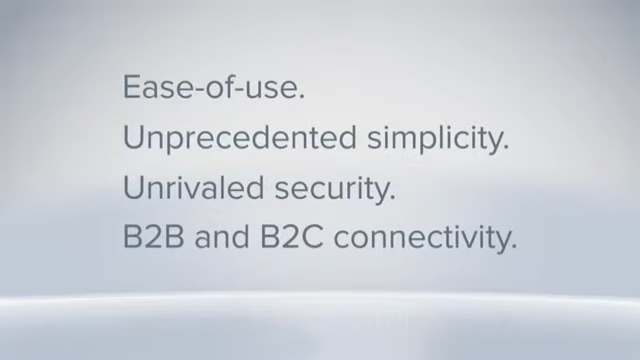 Ease-of-use.
Unprecedented simplicity.
Unrivaled security.
B2B and B2C connectivity.